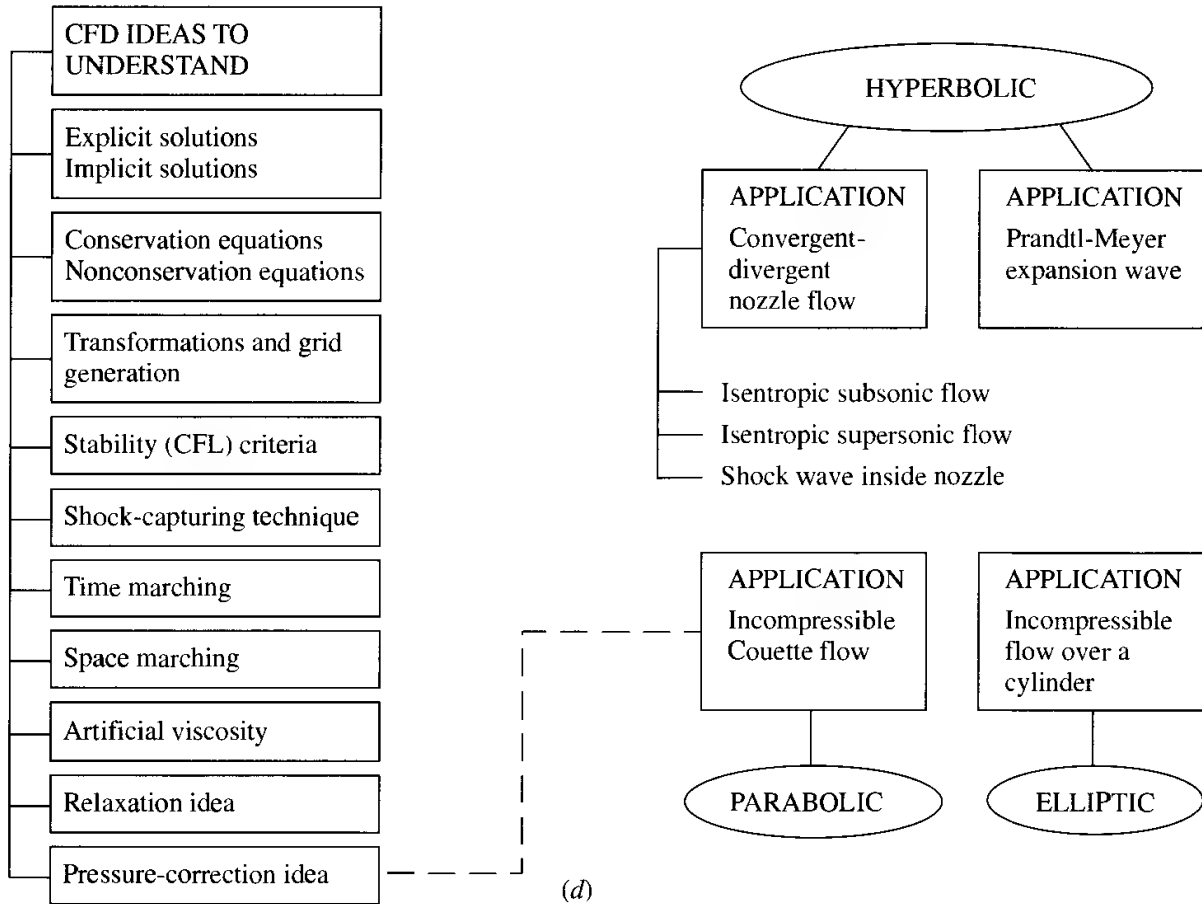 CFD IDEAS TO
UNDERSTAND
Explicit solutions
Implicit solutions
Conservation equations
Nonconservation equations
Transformations and grid
generation
Stability (CFL) criteria
Shock-capturing technique
Time marching
Space marching
Artificial viscosity
Relaxation idea
Pressure-correction idea
HYPERBOLIC
APPLICATION
Convergent-
divergent
nozzle flow
APPLICATION
Prandtl-Meyer
expansion wave
Isentropic subsonic flow
Isentropic supersonic flow
Shock wave inside nozzle
APPLICATION
Incompressible
Couette flow
APPLICATION
Incompressible
flow over a
cylinder
PARABOLIC
ELLIPTIC
(d)